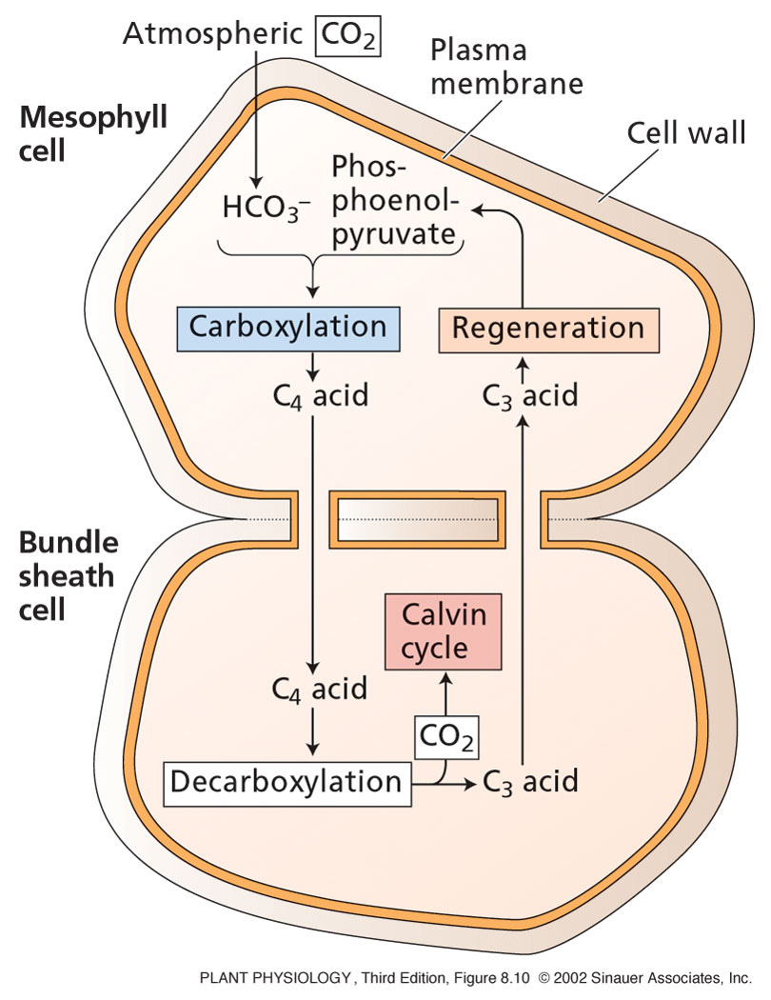 Atmospheric CO₂
Plasma
membrane
Mesophyll
cell
Cell wall
HCO₃⁻
Phos-
phoenol-
pyruvate
Carboxylation
Regeneration
C₄ acid
C₃ acid
Bundle
sheath
cell
Calvin
cycle
C₄ acid
CO₂
Decarboxylation
C₃ acid
PLANT PHYSIOLOGY, Third Edition, Figure 8.10 © 2002 Sinauer Associates, Inc.